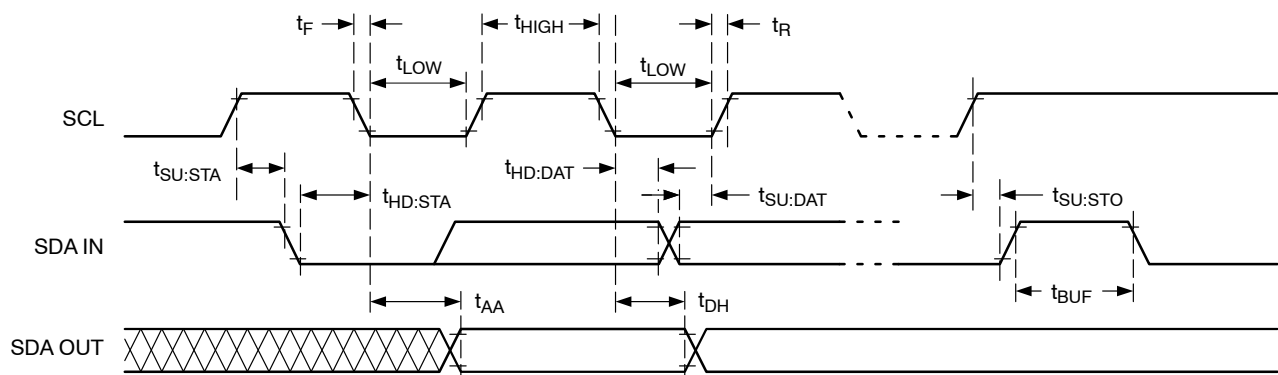 tF
tHIGH
tR
tLOW
tLOW
SCL
tSU:STA
tHD:STA
tHD:DAT
tSU:DAT
tSU:STO
SDA IN
tAA
tDH
tBUF
SDA OUT